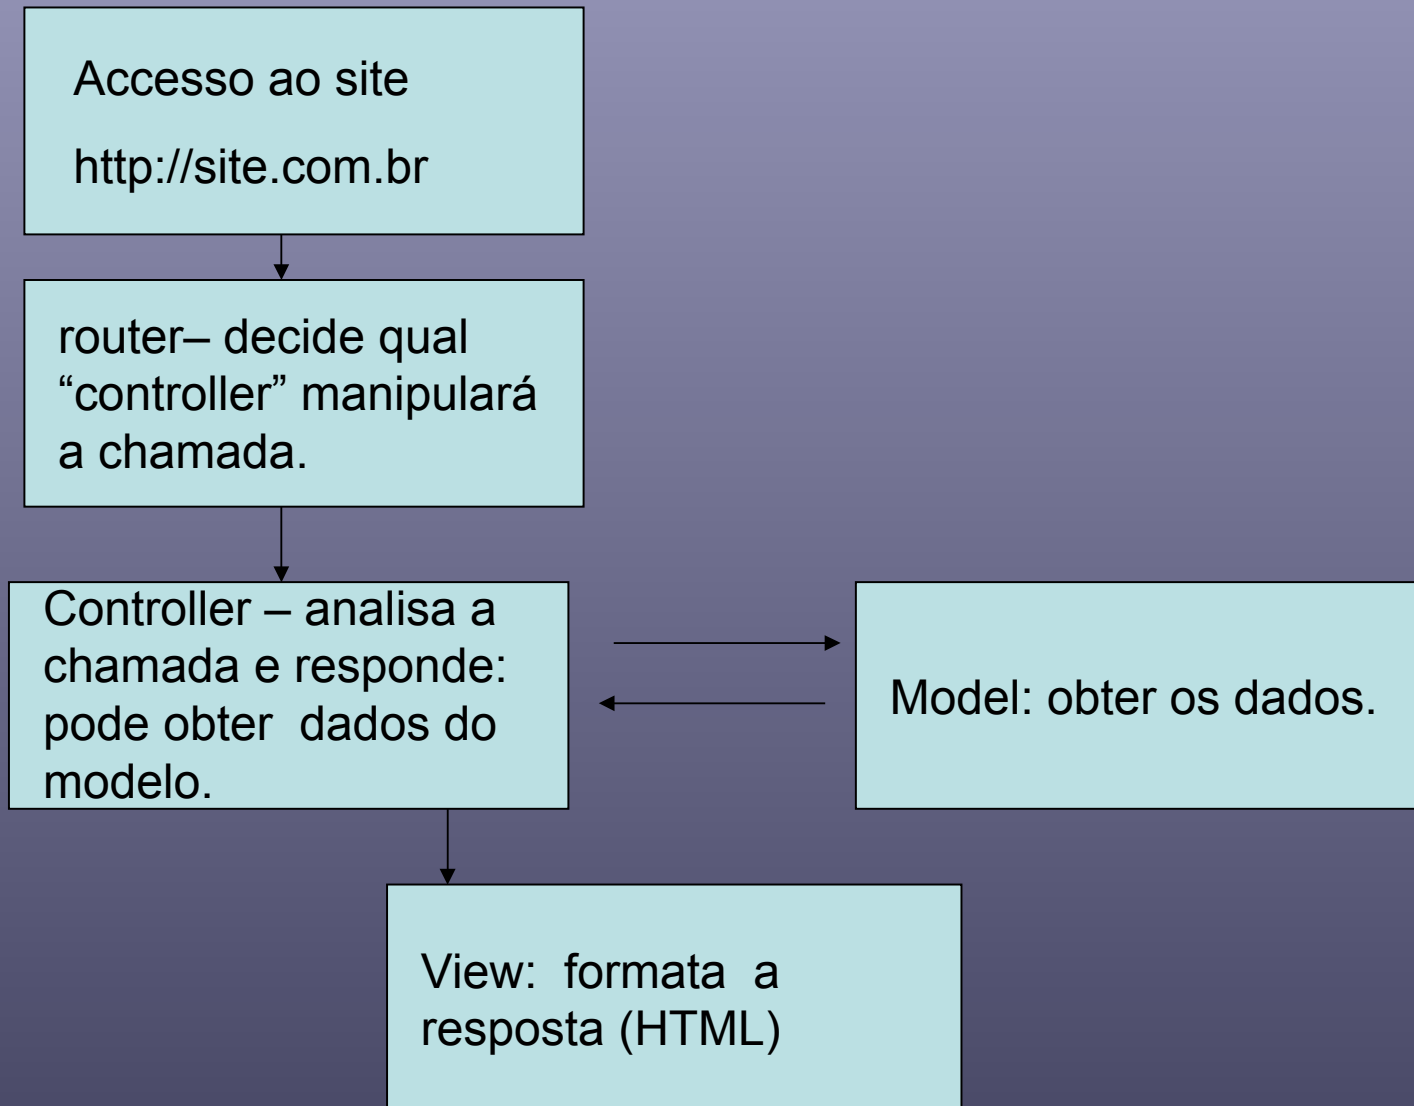 Accesso ao site
http://site.com.br
router– decide qual
“controller” manipulará
a chamada.
Controller – analisa a
chamada e responde:
pode obter dados do
modelo.
Model: obter os dados.
View: formata a
resposta (HTML)